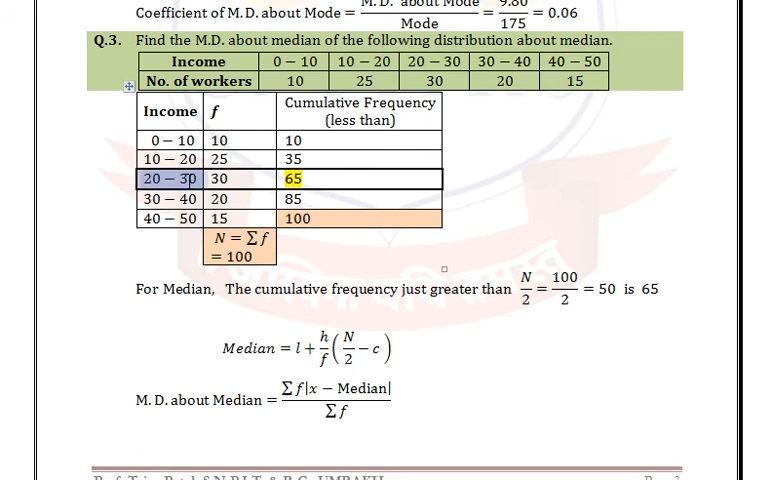 M. D. about Mode 9.80
Coefficient of M.D. about Mode = ――― = ――― = 0.06
Mode 175
Q.3. Find the M.D. about median of the following distribution about median.
Income 0 – 10 10 – 20 20 – 30 30 – 40 40 – 50
No. of workers 10 25 30 20 15
Income f Cumulative Frequency
(less than)
0 – 10 10 10
10 – 20 25 35
20 – 30 30 65
30 – 40 20 85
40 – 50 15 100
N = ∑ f
= 100
For Median, The cumulative frequency just greater than N/2 = 100/2 = 50 is 65
Median = l + h/f (N/2 − c)
M. D. about Median = ∑ f|x − Median| / ∑ f